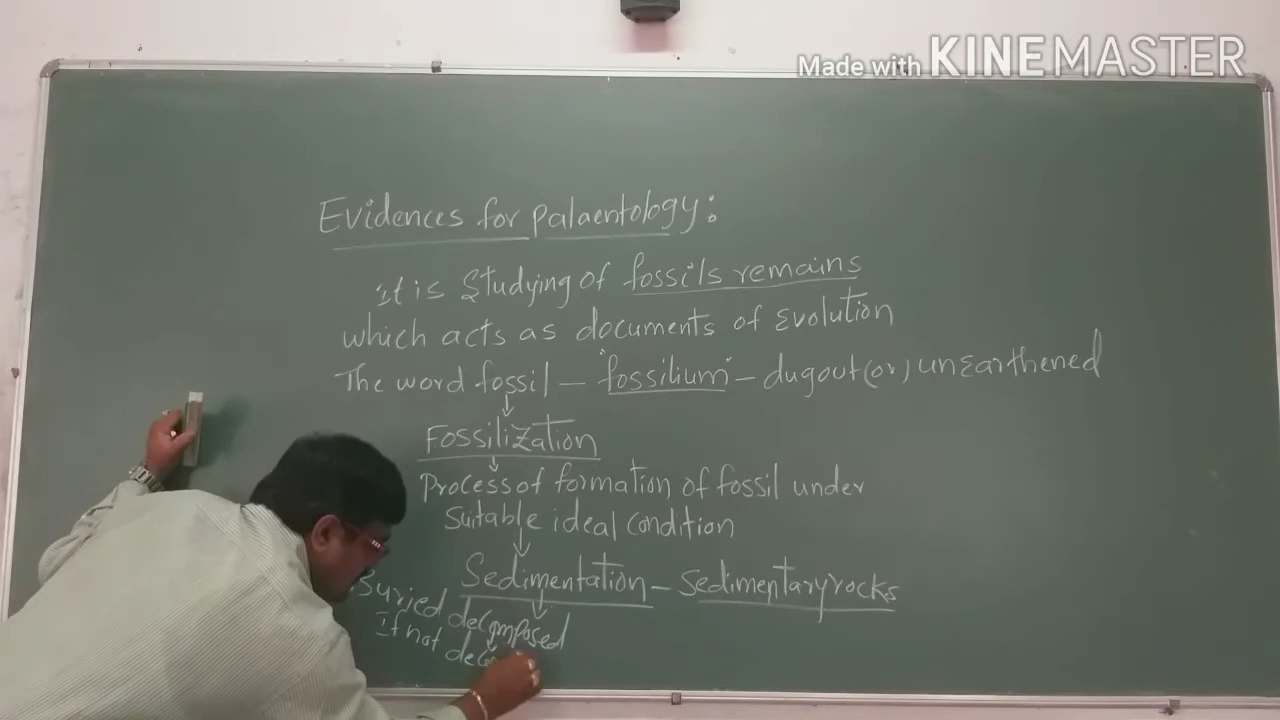 Made with KINEMASTER
Evidences for palaentology:
It is Studying of fossils remains
which acts as documents of Evolution
The word fossil – "fossilium" – dugout (or) unEarthened
↓
Fossilization
↓
Process of formation of fossil under
Suitable ideal condition
↓
Sedimentation – Sedimentary rocks
↓
Buried decomposed
If not